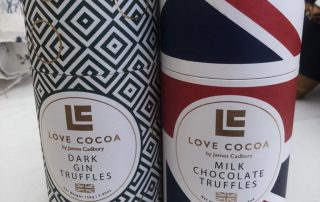 LC
LOVE COCOA
by James Cadbury
DARK
GIN
TRUFFLES
LC
LOVE COCOA
by James Cadbury
MILK
CHOCOLATE
TRUFFLES